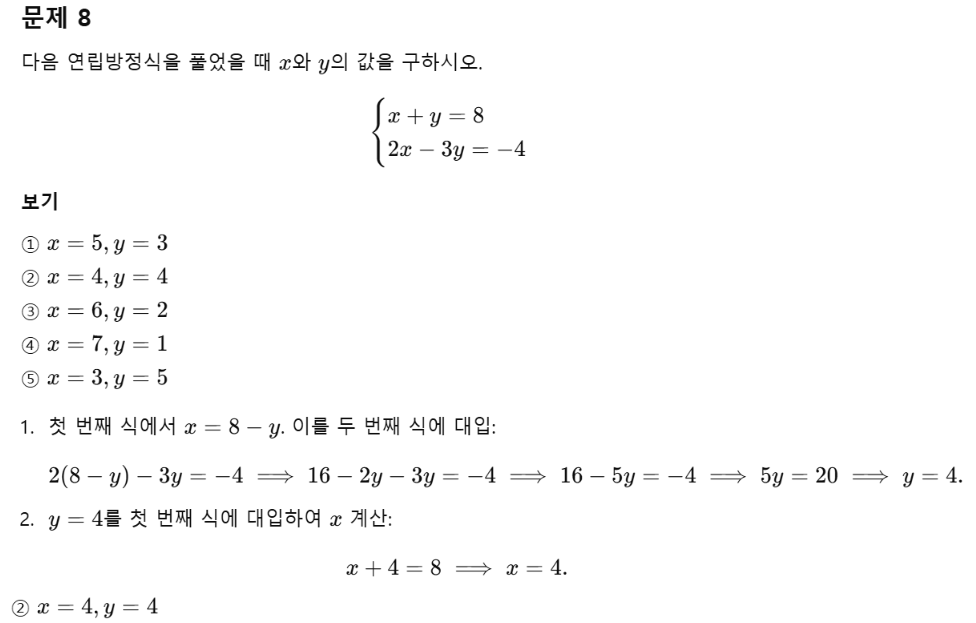 문제 8
다음 연립방정식을 풀었을 때 x와 y의 값을 구하시오.
{ x + y = 8
2x − 3y = −4
보기
① x = 5, y = 3
② x = 4, y = 4
③ x = 6, y = 2
④ x = 7, y = 1
⑤ x = 3, y = 5
1. 첫 번째 식에서 x = 8 − y. 이를 두 번째 식에 대입:
2(8 − y) − 3y = −4 ⟹ 16 − 2y − 3y = −4 ⟹ 16 − 5y = −4 ⟹ 5y = 20 ⟹ y = 4.
2. y = 4를 첫 번째 식에 대입하여 x 계산:
x + 4 = 8 ⟹ x = 4.
② x = 4, y = 4